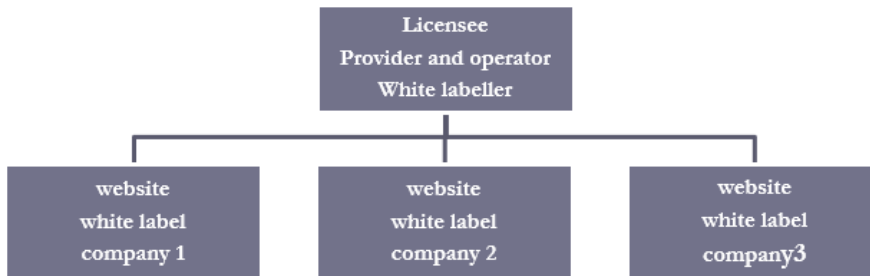 Licensee
Provider and operator
White labeller
website
white label
company 1
website
white label
company 2
website
white label
company3